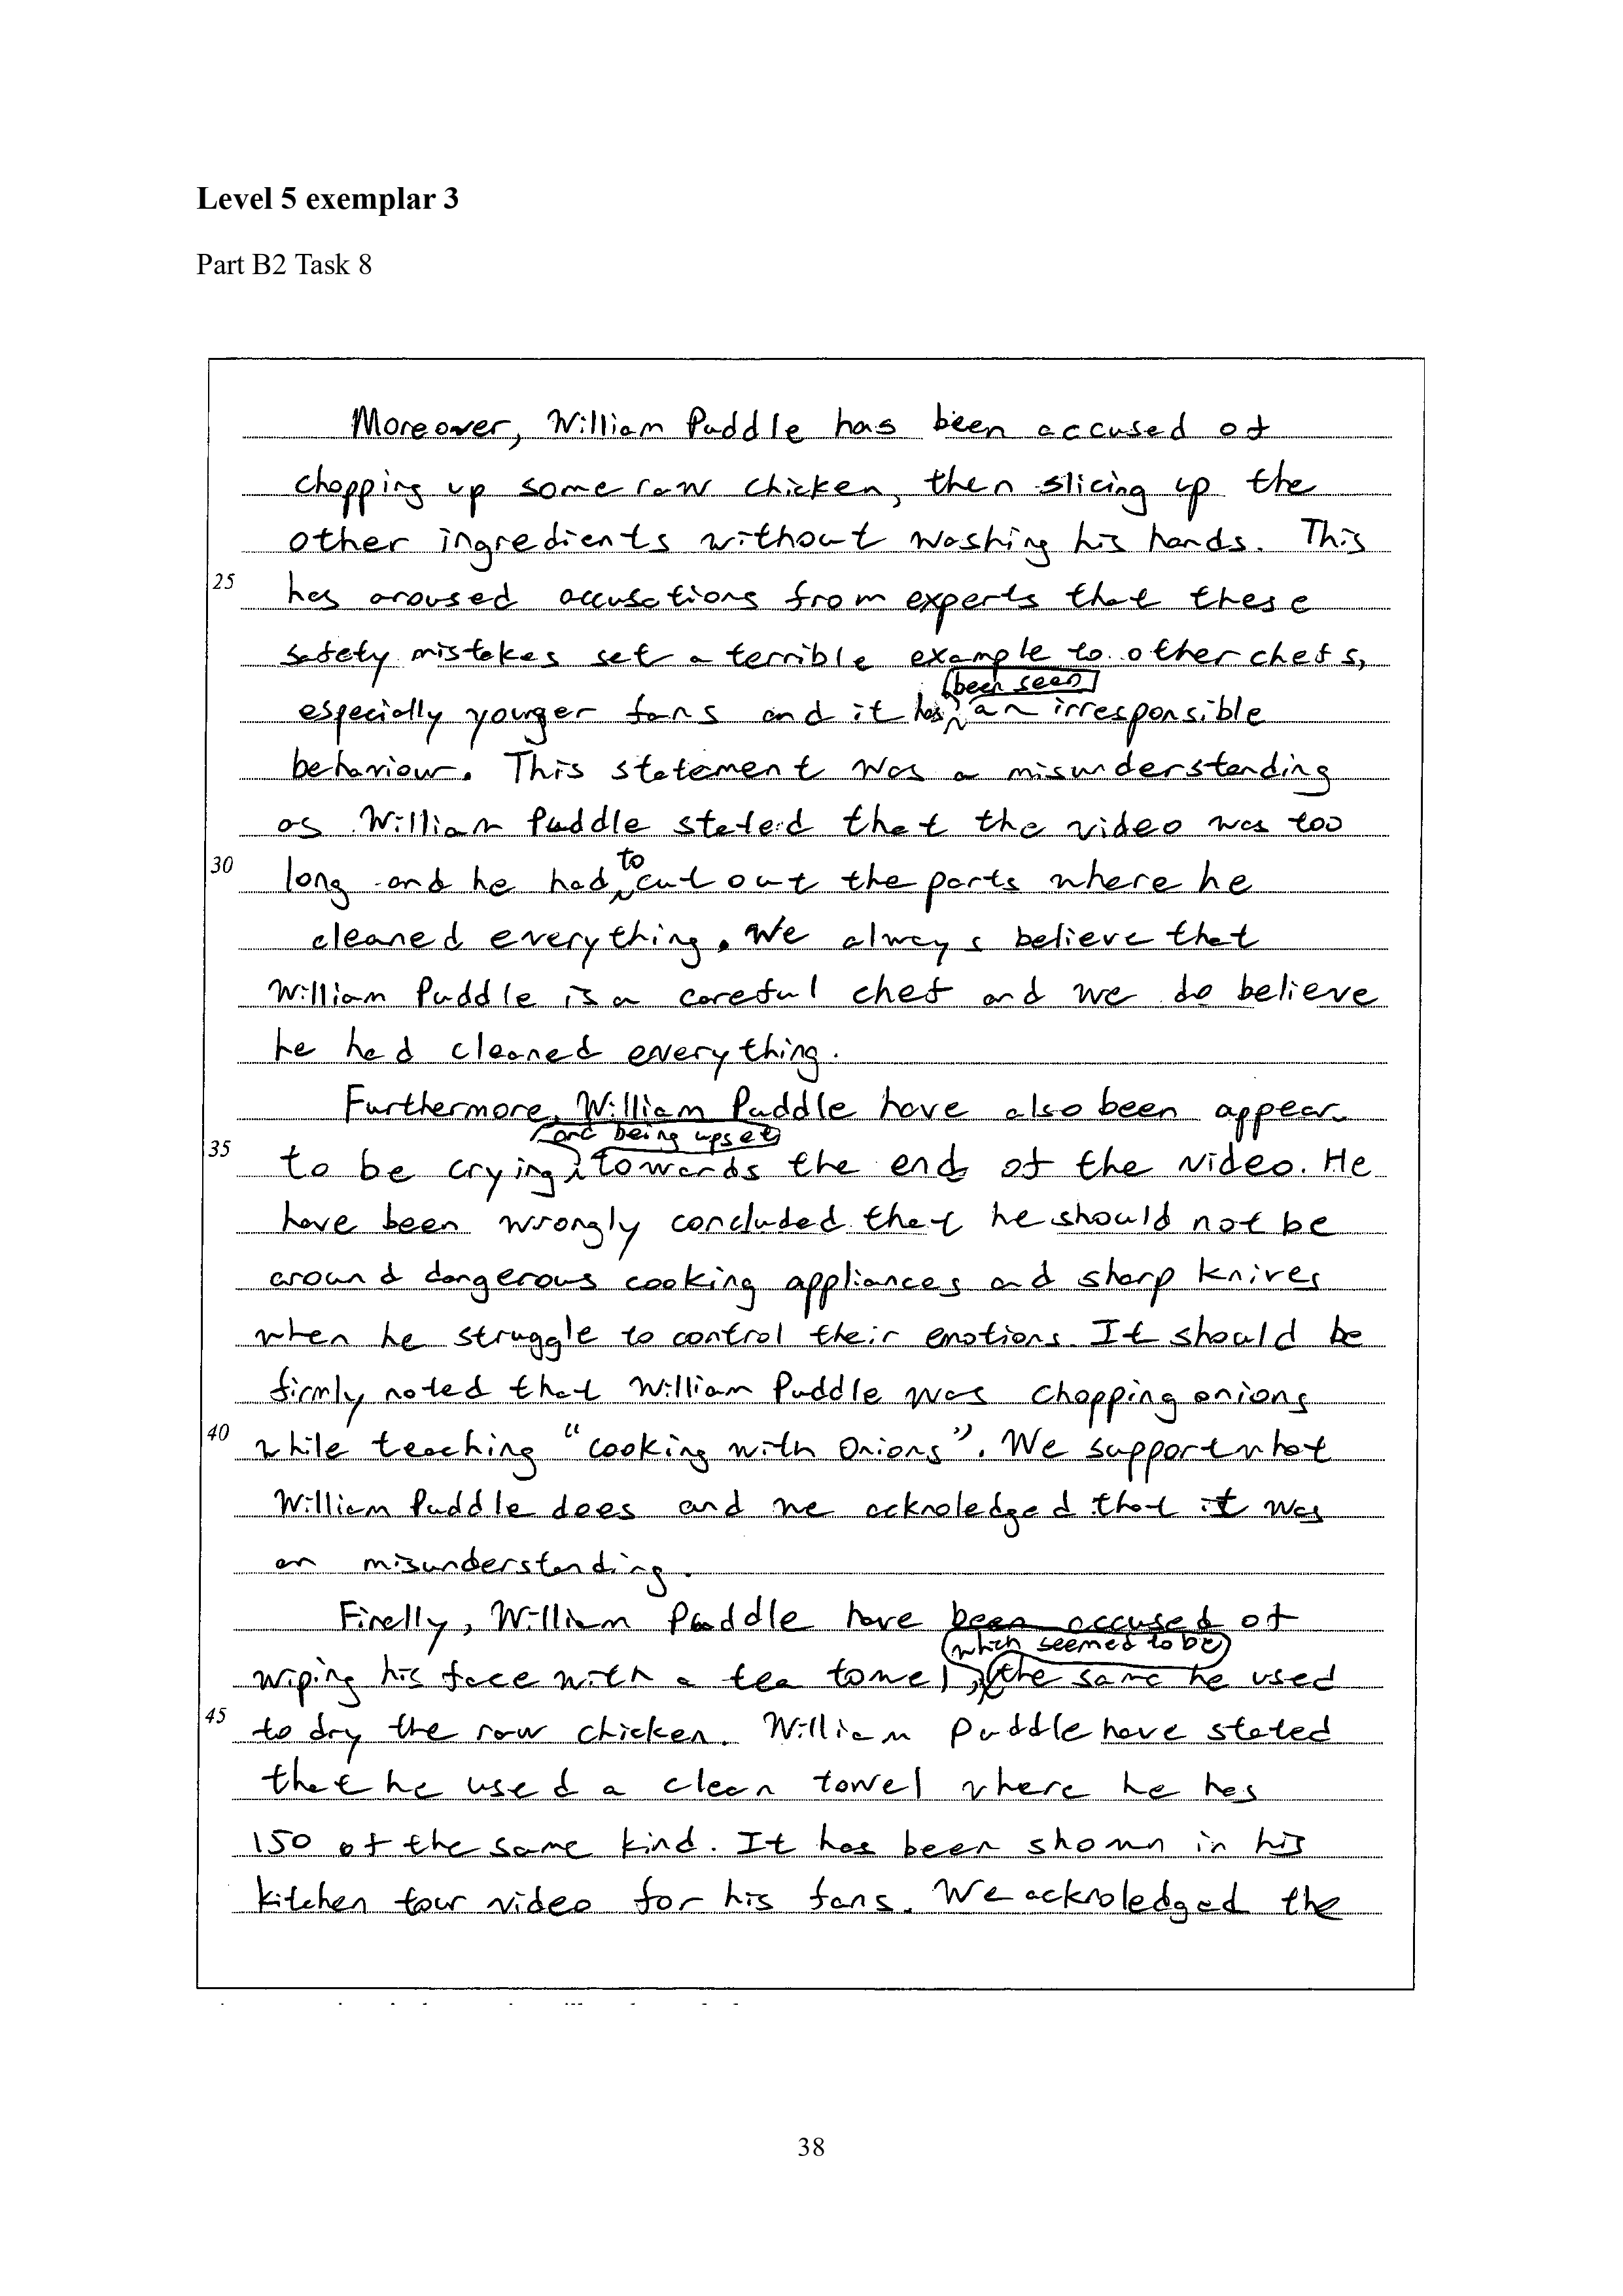 Level 5 exemplar 3
Part B2 Task 8
Moreover, William Puddle has been accused of
chopping up some raw chicken, then slicing up the
other ingredients without washing his hands. This
25 has aroused accusations from experts that these
safety mistakes set a terrible example to other chefs,
especially younger fans and it has been seen an irresponsible
behaviour. This statement was a misunderstanding
as William Puddle stated that the video was too
30 long and he had to cut out the parts where he
cleaned everything. We always believe that
William Puddle is a careful chef and we do believe
he had cleaned everything.
Furthermore, William Puddle have also been appear
35 to be crying and being upset towards the end of the video. He
have been wrongly concluded that he should not be
around dangerous cooking appliances and sharp knives
when he struggle to control their emotions. It should be
firmly noted that William Puddle was chopping onions
40 while teaching "cooking with Onions". We support what
William Puddle does and we ackroledged that it was
an misunderstanding.
Finally, William Puddle have been accused of
wiping his face with a tea towel, which seemed to be the same he used
45 to dry the raw chicken. William Puddle have stated
that he used a clean towel where he has
150 of the same kind. It has been shown in his
kitchen tour video for his fans. We ackroledged the
38